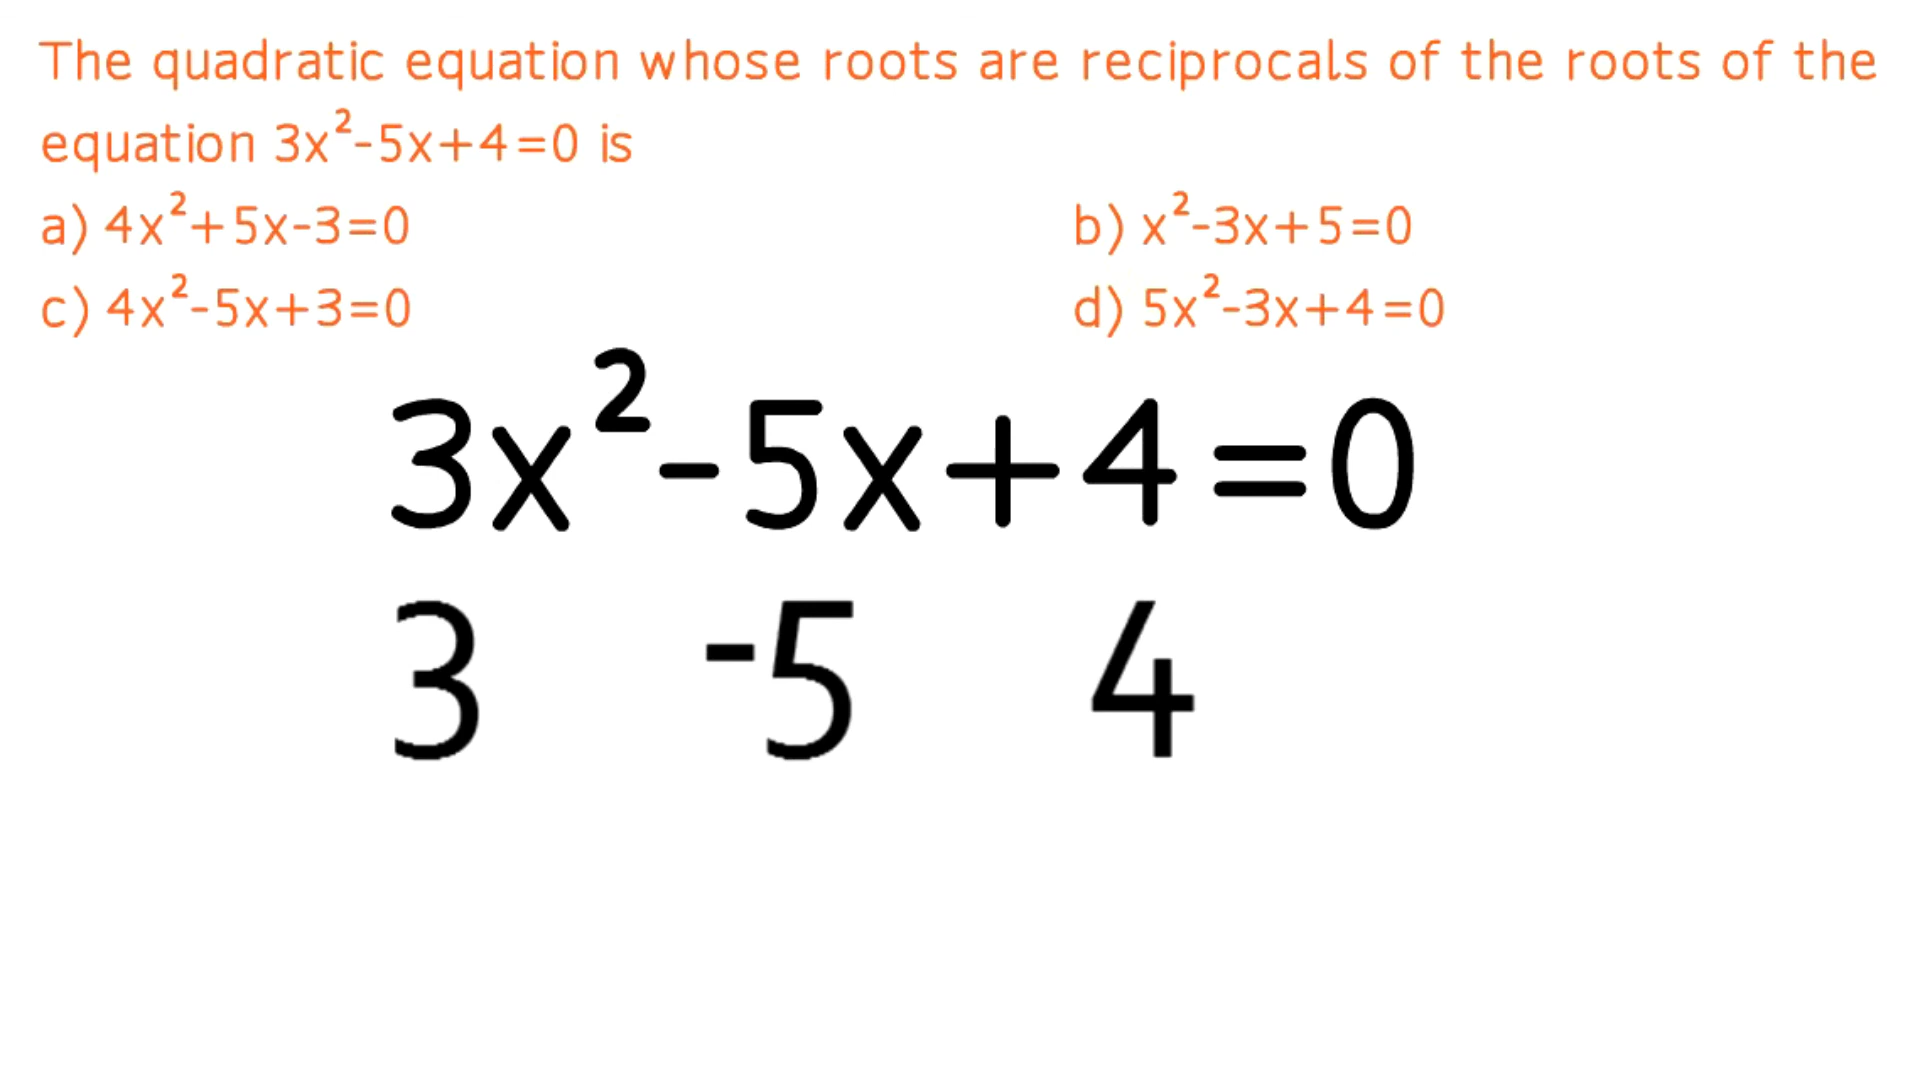 The quadratic equation whose roots are reciprocals of the roots of the
equation 3x²-5x+4=0 is
a) 4x²+5x-3=0 b) x²-3x+5=0
c) 4x²-5x+3=0 d) 5x²-3x+4=0
3x²-5x+4=0
3 -5 4